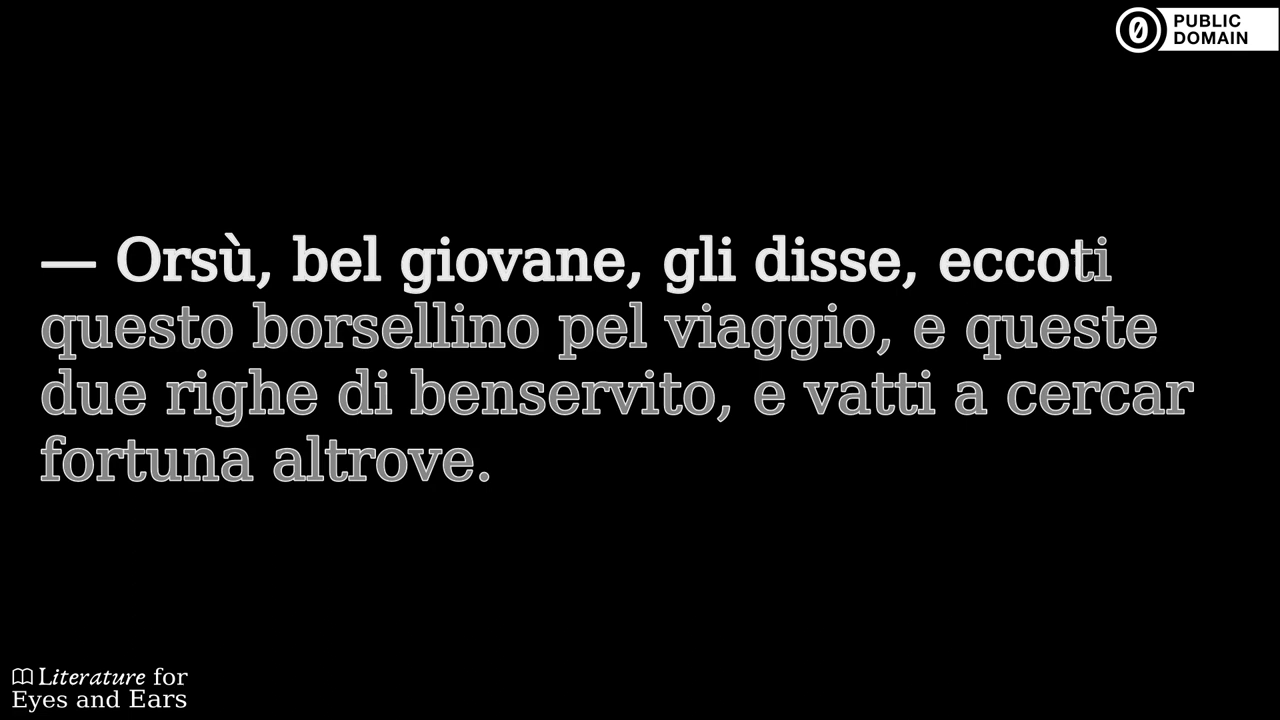 PUBLIC
DOMAIN
— Orsù, bel giovane, gli disse, eccoti
questo borsellino pel viaggio, e queste
due righe di benservito, e vatti a cercar
fortuna altrove.
Literature for
Eyes and Ears